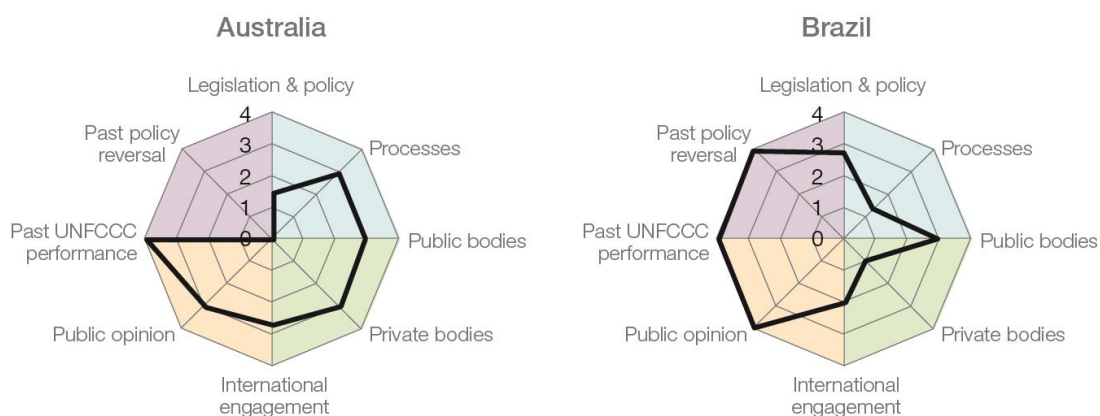 Australia
Legislation & policy
4
3
2
1
0
Past policy
reversal
Processes
Past UNFCCC
performance
Public bodies
Public opinion
Private bodies
International
engagement
Brazil
Legislation & policy
4
3
2
1
0
Past policy
reversal
Processes
Past UNFCCC
performance
Public bodies
Public opinion
Private bodies
International
engagement